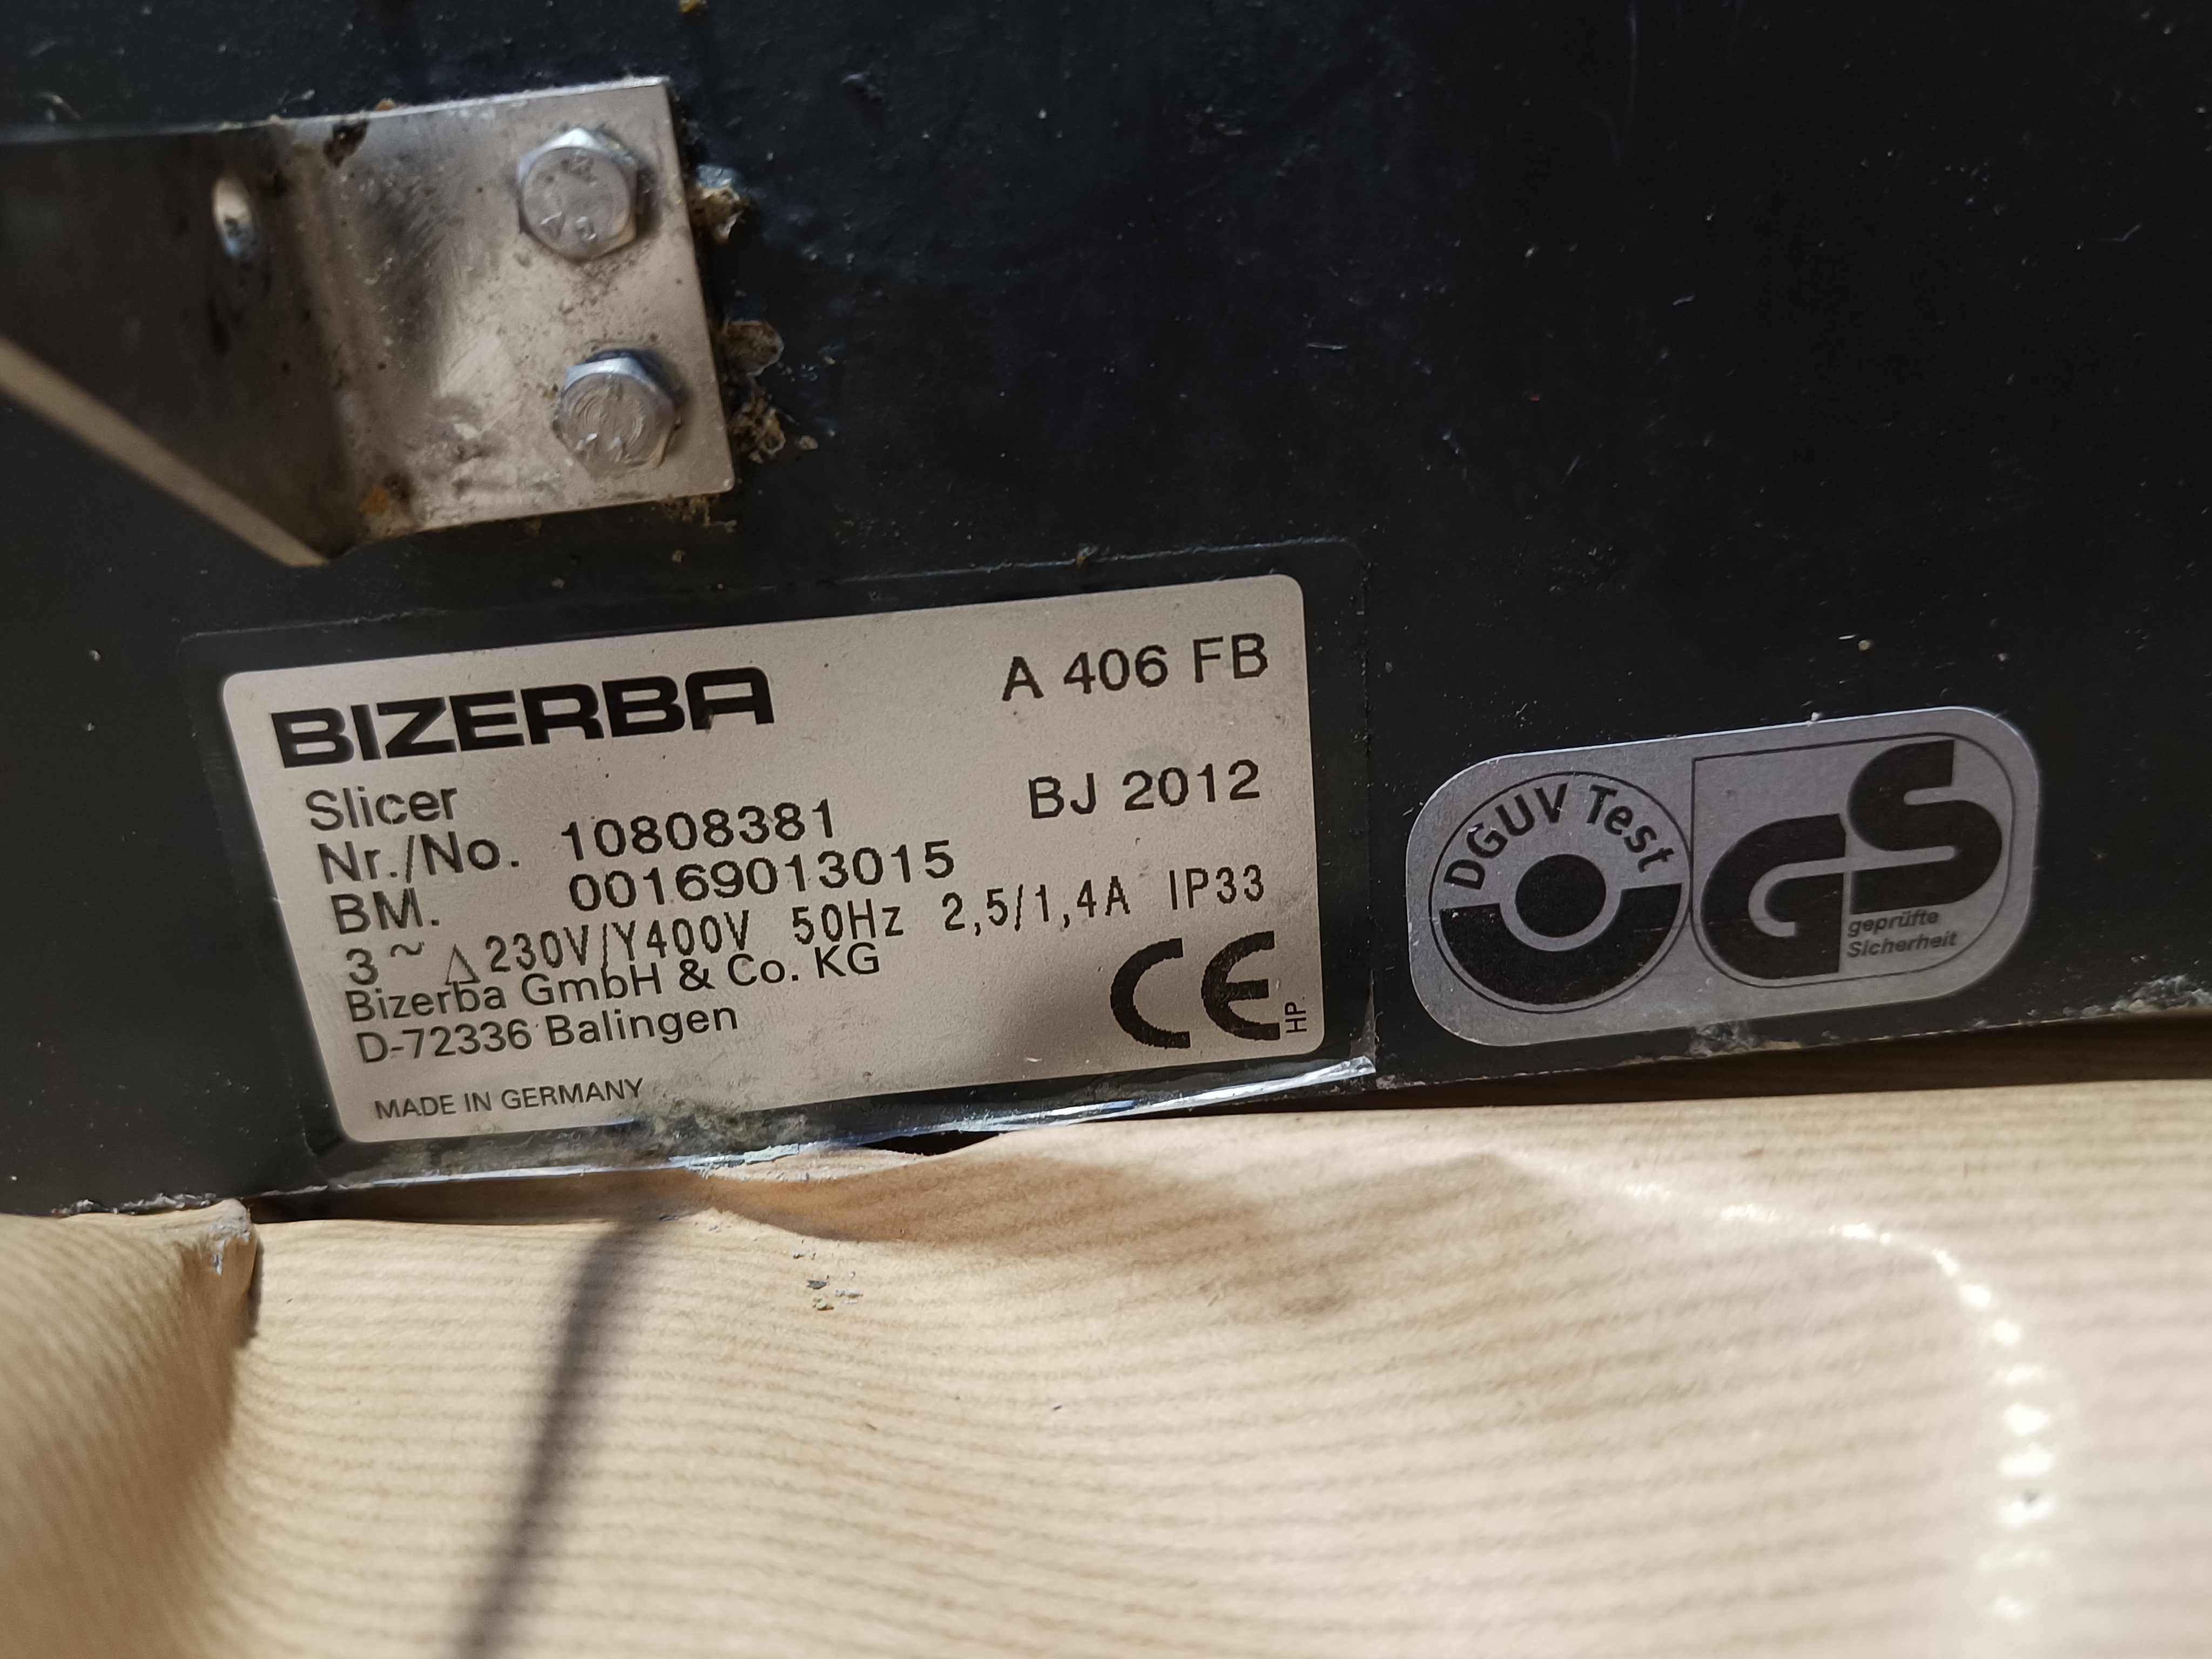 BIZERBA A 406 FB
Slicer BJ 2012
Nr./No. 10808381
BM. 00169013015
3 ~ △ 230V/Y400V 50Hz 2,5/1,4A IP33
Bizerba GmbH & Co. KG
D-72336 Balingen
CE
HP
MADE IN GERMANY
DGUV Test
GS
geprüfte
Sicherheit